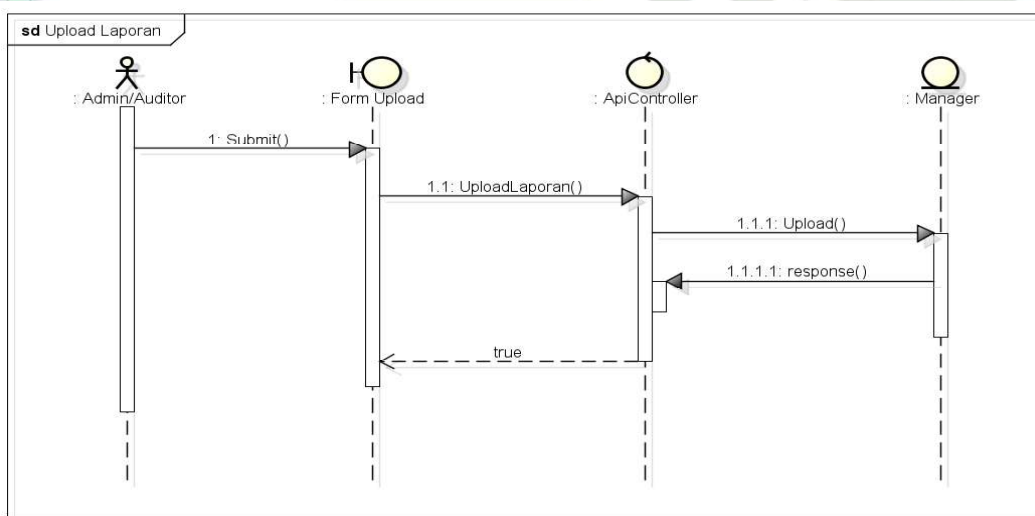 sd Upload Laporan
: Admin/Auditor
: Form Upload
: ApiController
: Manager
1: Submit()
1.1: UploadLaporan()
1.1.1: Upload()
1.1.1.1: response()
true